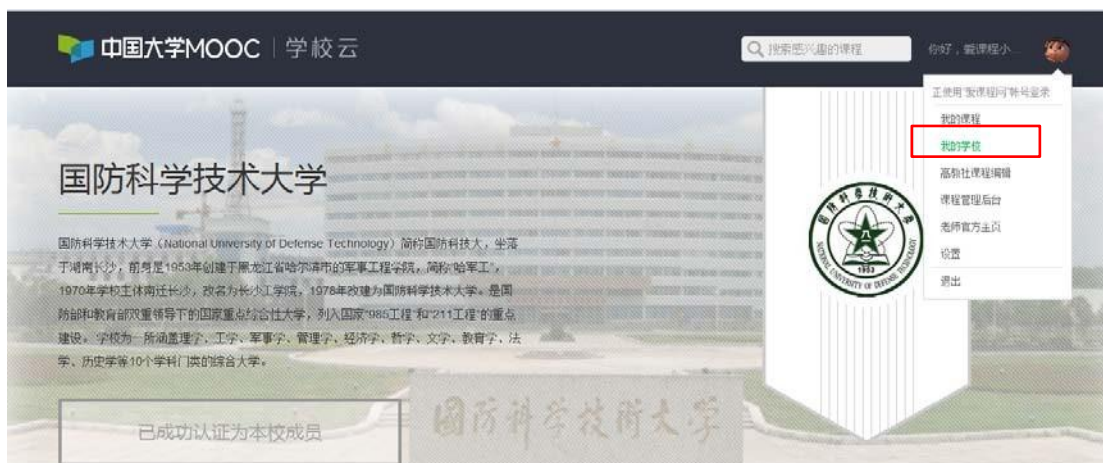 中国大学MOOC 学校云
搜索感兴趣的课程
你好，爱课程小...
正使用"爱课程网"帐号登录
我的课程
我的学校
高教社课程编辑
课程管理后台
老师官方主页
设置
退出
国防科学技术大学
国防科学技术大学（National University of Defense Technology）简称国防科技大，坐落
于湖南长沙，前身是1953年创建于黑龙江省哈尔滨市的军事工程学院，简称"哈军工"，
1970年学校主体南迁长沙，改名为长沙工学院，1978年改建为国防科学技术大学。是国
防部和教育部双重领导下的国家重点综合性大学，列入国家"985工程"和"211工程"的重点
建设。学校为一所涵盖理学、工学、军事学、管理学、经济学、哲学、文学、教育学、法
学、历史学等10个学科门类的综合大学。
已成功认证为本校成员
國防科学技術大学
1953
NATIONAL UNIVERSITY OF DEFENSE TECHNOLOGY